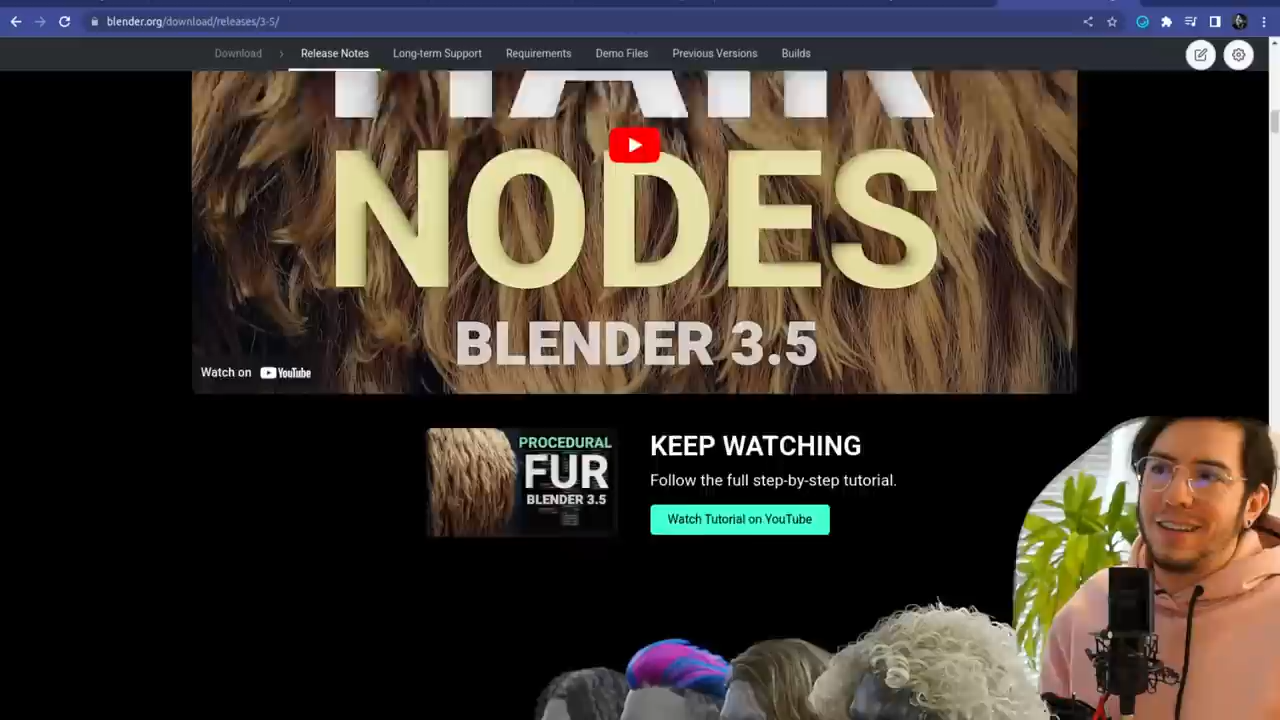 blender.org/download/releases/3-5/
Download
Release Notes
Long-term Support
Requirements
Demo Files
Previous Versions
Builds
HAIR
NODES
BLENDER 3.5
Watch on YouTube
PROCEDURAL
FUR
BLENDER 3.5
KEEP WATCHING
Follow the full step-by-step tutorial.
Watch Tutorial on YouTube